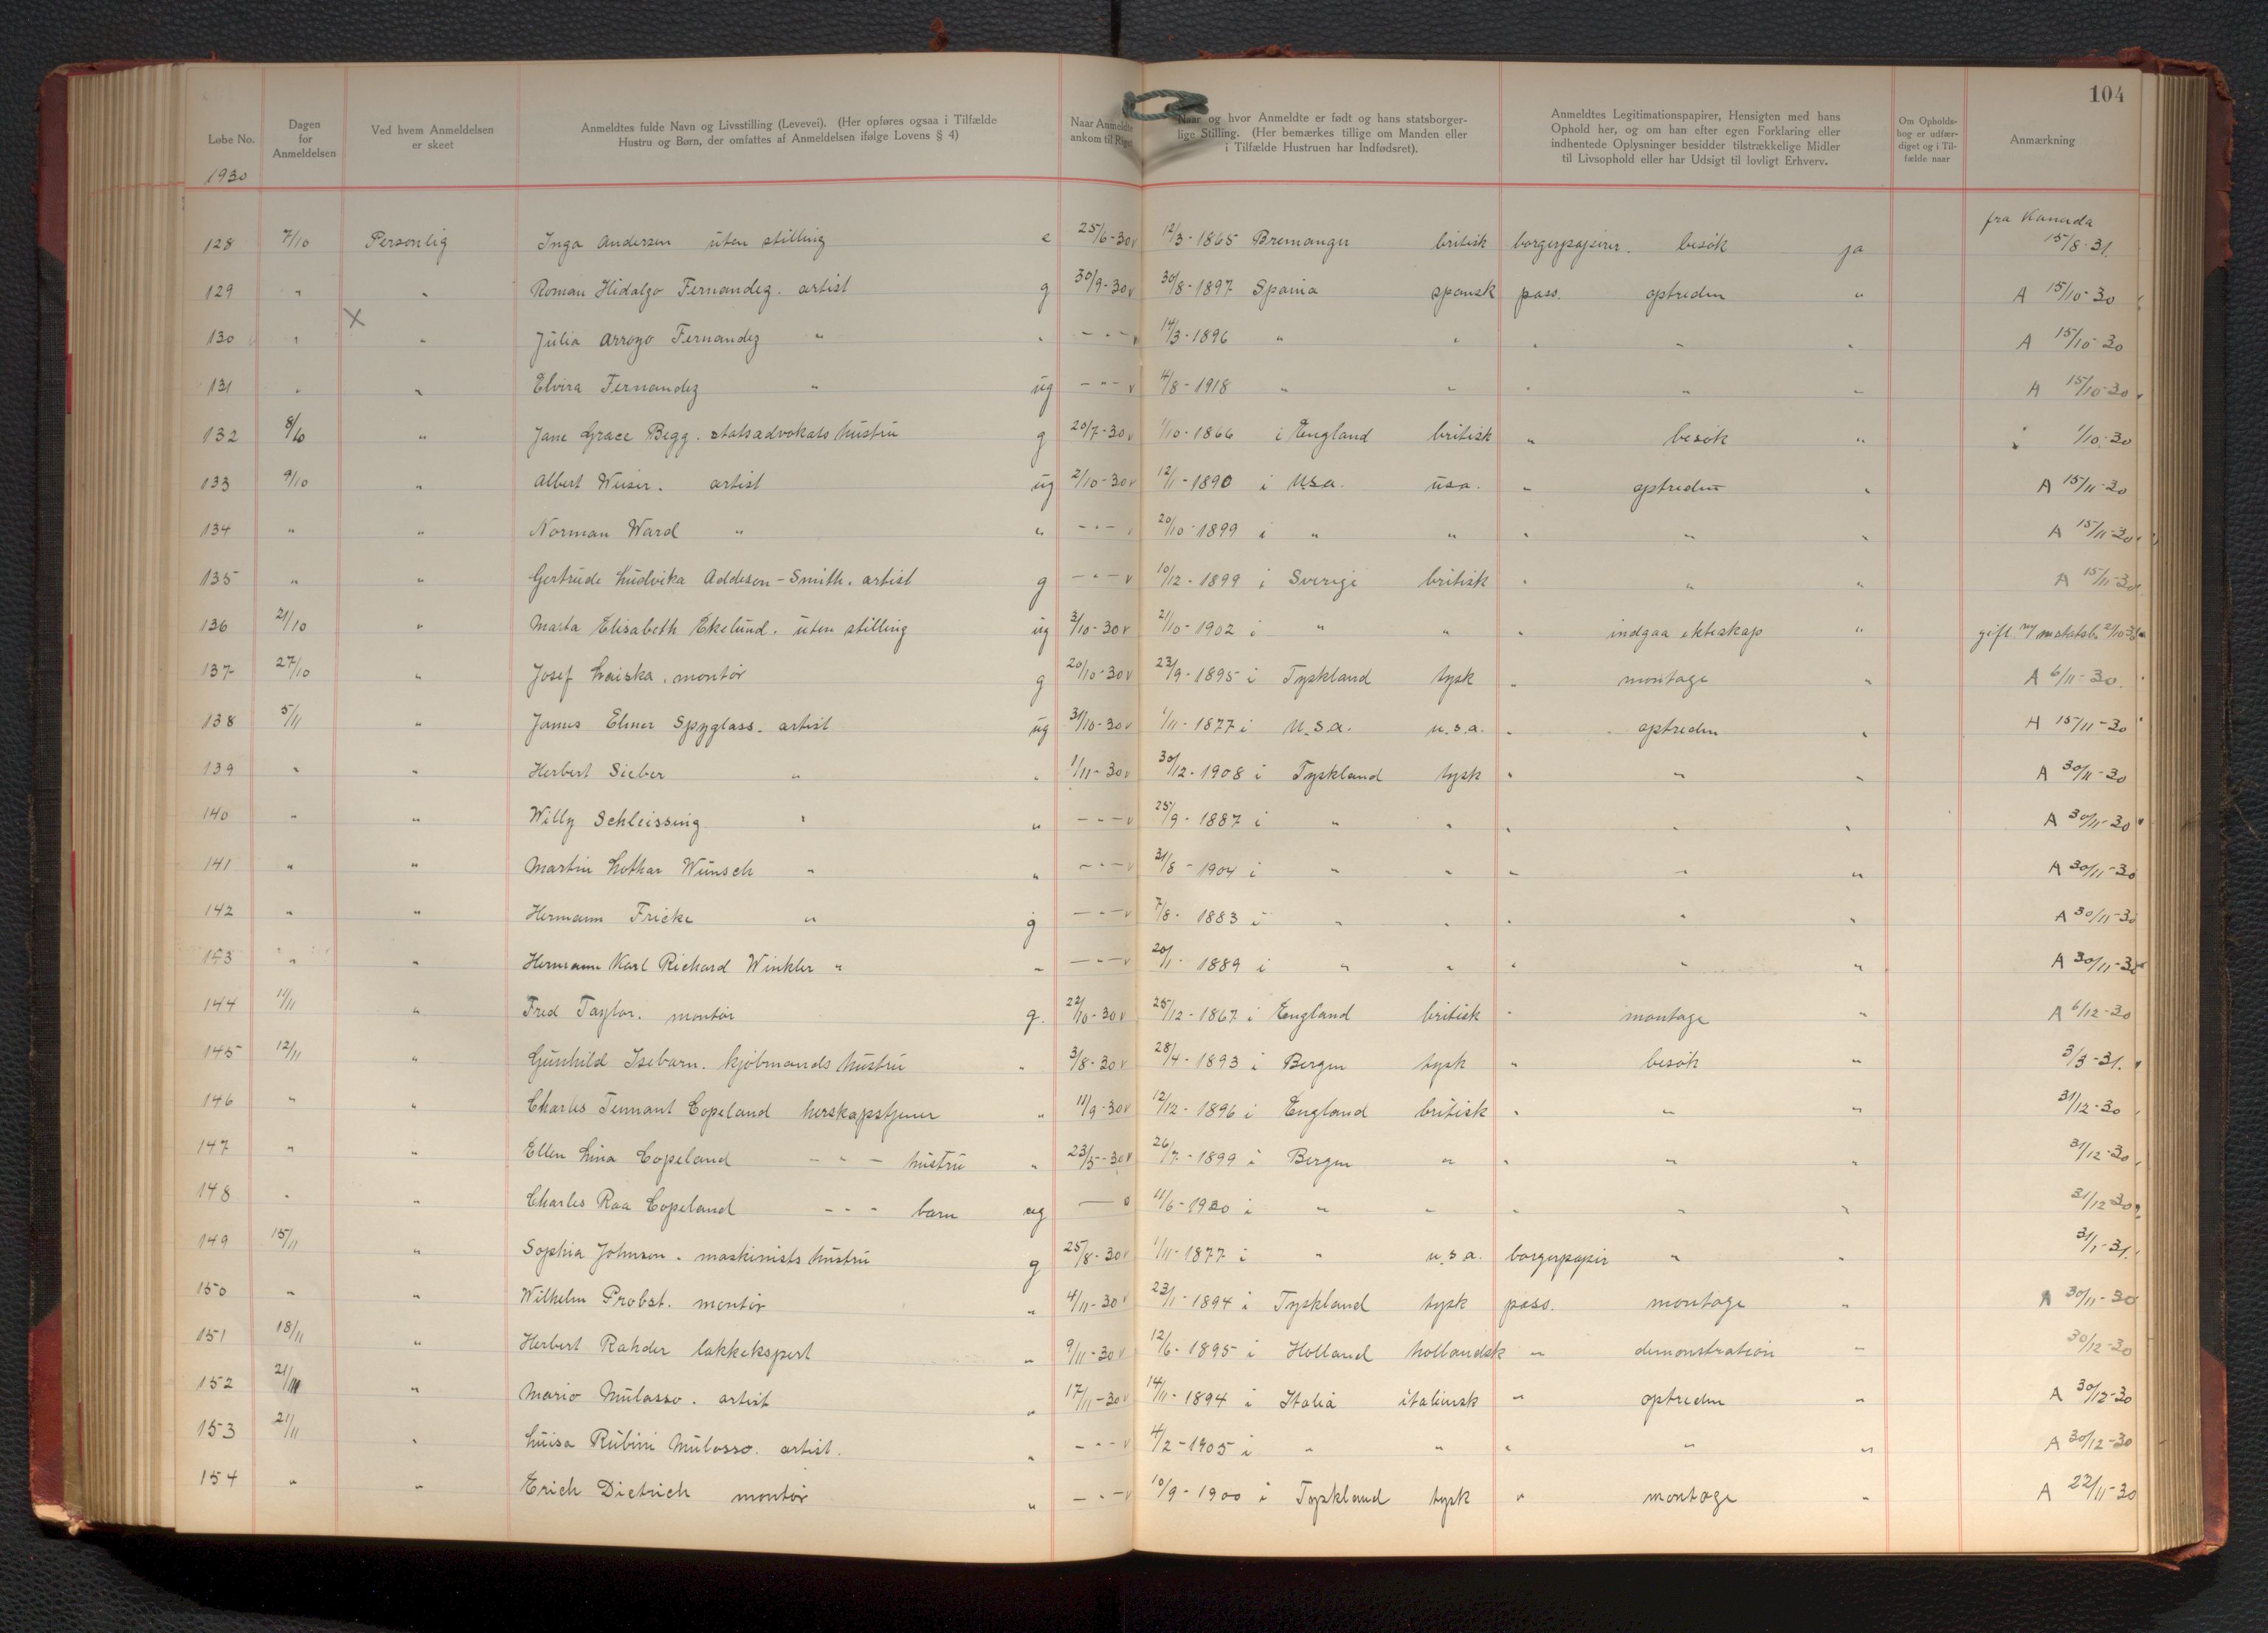 104
Løbe No.
Dagen for Anmeldelsen
Ved hvem Anmeldelsen er skeet
Anmeldtes fulde Navn og Livsstilling (Levevei). (Her opføres ogsaa i Tilfælde Hustru og Børn, der omfattes af Anmeldelsen ifølge Lovens § 4)
Naar Anmeldte ankom til Riget
Naar og hvor Anmeldte er født og hans statsborgerlige Stilling. (Her bemærkes tillige om Manden eller i Tilfælde Hustruen har Indfødsret).
Anmeldtes Legitimationspapirer, Hensigten med hans Ophold her, og om han efter egen Forklaring eller indhentede Oplysninger besidder tilstrækkelige Midler til Livsophold eller har Udsigt til lovligt Erhverv.
Om Opholdsbog er udfærdiget og i Tilfælde naar
Anmærkning
1930
fra Kanada
128 7/10 Personlig Inga Andersen uten stilling e 25/6-30 v 12/3-1865 Bremanger britisk borgerpapirer. besøk ja 15/8-31.
129 " " Roman Hidalgo Fernandez. artist g 30/9-30 v 30/8-1897 Spania spansk pass. optreden " A 15/10-30
X
130 " " Julia Arroyo Fernandez " " - " - v 14/3-1896 " " " " " A 15/10-30
131 " " Elvira Fernandez " ug - " - v 4/8-1918 " " " " " A 15/10-30
132 8/10 " Jane Grace Begg. statsadvokats hustru g 20/7-30 v 1/10-1866 i England britisk " besøk " 1/10-30
133 9/10 " Albert Weiser. artist ug 2/10-30 v 12/1-1890 i U.s.a. usa. " optreden " A 15/11-30
134 " " Norman Ward " " - " - v 20/10-1899 i " " " " " A 15/11-30
135 " " Gertrude Ludvika Addison-Smith. artist g - " - v 10/12-1899 i Sverige britisk " " " A 15/11-30
136 21/10 " Marta Elisabeth Ekelund. uten stilling ug 3/10-30 v 2/10-1902 i " " " indgaa ekteskap " gift m/ 2/10 30
137 27/10 " Josef Leiska. montør g 20/10-30 v 23/9-1895 i Tyskland tysk " montage " A 6/11-30.
138 5/11 " James Elmer Spyglass. artist ug 31/10-30 v 1/11-1877 i U.S.a. u.s.a. " optreden " A 15/11-30
139 " " Herbert Sieber " " 1/11-30 v 30/12-1908 i Tyskland tysk " " " A 30/11-30
140 " " Willy Schleissing " " - " - v 25/9-1887 i " " " " " A 30/11-30
141 " " Martin Lothar Wünsch " " - " - v 31/8-1904 i " " " " " A 30/11-30
142 " " Hermann Fricke " g - " - v 7/8-1883 i " " " " " A 30/11-30
143 " " Hermann Karl Richard Winkler " " - " - v 20/1-1889 i " " " " " A 30/11-30
144 11/11 " Fred Taylor. montør g. 22/10-30 v 25/12-1867 i England britisk " montage " A 6/12-30
145 12/11 " Gunhild Isebarn. kjøbmands hustru " 3/8-30 v 28/4-1893 i Bergen tysk " besøk " 3/3-31.
146 " " Charles Tennant Copeland herskapstjener " 11/9-30 v 12/12-1896 i England britisk " " " 31/12-30
147 " " Ellen Lina Copeland - " - hustru " 23/5-30 v 26/7-1899 i Bergen " " " " 31/12-30
148 " " Charles Raa Copeland - " - barn ug 11/6-1920 i " " " " " 31/12-30
149 15/11 " Sophia Johnsen. maskinists hustru g 25/8-30 v 1/11-1877 i " u.s.a. borgerpapir " " 31/1-31.
150 " " Wilhelm Probst. montør " 4/11-30 v 23/1-1894 i Tyskland tysk pass. montage " A 30/11-30
151 18/11 " Herbert Rahder lakkekspert " 9/11-30 v 12/6-1895 i Holland hollandsk " demonstration " 30/12-30
152 21/11 " Mario Mulasso. artist " 17/11-30 v 14/11-1894 i Italia italiensk " optreden " A 30/12-30
153 21/11 " Luisa Rubini Mulasso. artist. " - " - v 4/2-1905 i " " " " " A 30/12-30
154 " " Erich Dietrich montør " - " - v 10/9-1900 i Tyskland tysk " montage " A 22/11-30